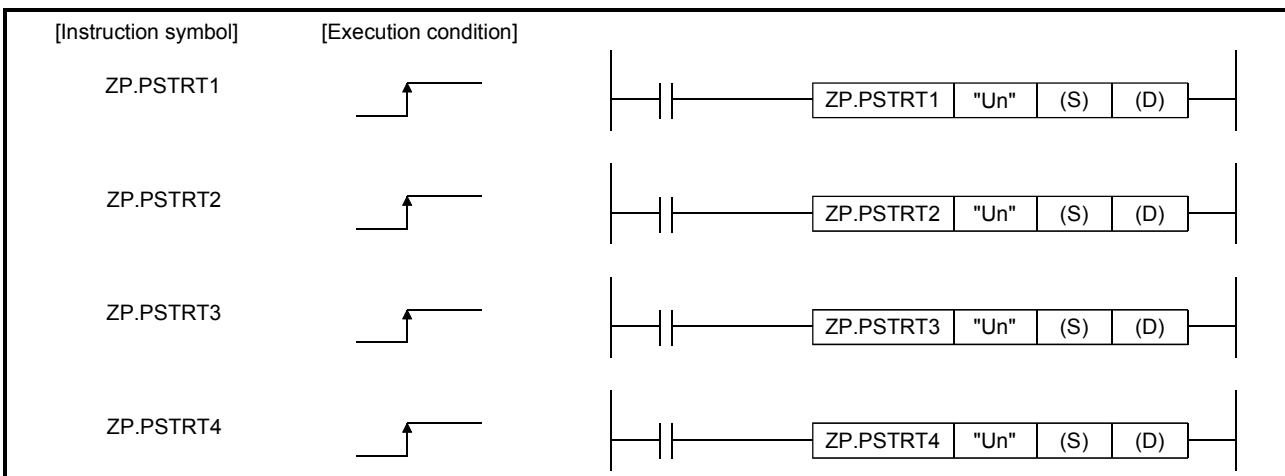 [Instruction symbol] [Execution condition]
ZP.PSTRT1 ZP.PSTRT1 "Un" (S) (D)
ZP.PSTRT2 ZP.PSTRT2 "Un" (S) (D)
ZP.PSTRT3 ZP.PSTRT3 "Un" (S) (D)
ZP.PSTRT4 ZP.PSTRT4 "Un" (S) (D)